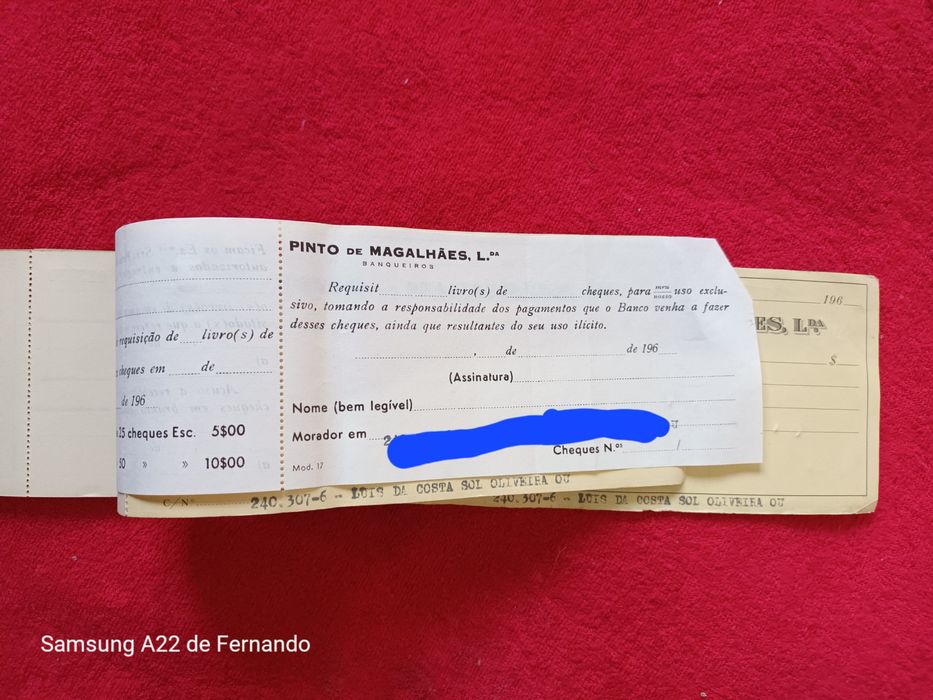 PINTO DE MAGALHÃES, L.DA
BANQUEIROS
Requisit livro(s) de cheques, para meu nosso uso exclu-
sivo, tomando a responsabilidade dos pagamentos que o Banco venha a fazer
desses cheques, ainda que resultantes do seu uso ilícito.
, de de 196
(Assinatura)
Nome (bem legível)
Morador em
Cheques N.os /
Mod. 17
requisição de livro(s) de
cheques em de
de 196
25 cheques Esc. 5$00
50 » » 10$00
196
ES, L.DA
$
C/N.º 240.307-6 - LUIS DA COSTA SOL OLIVEIRA OU
240.307-6 - LUIS DA COSTA SOL OLIVEIRA OU
Samsung A22 de Fernando